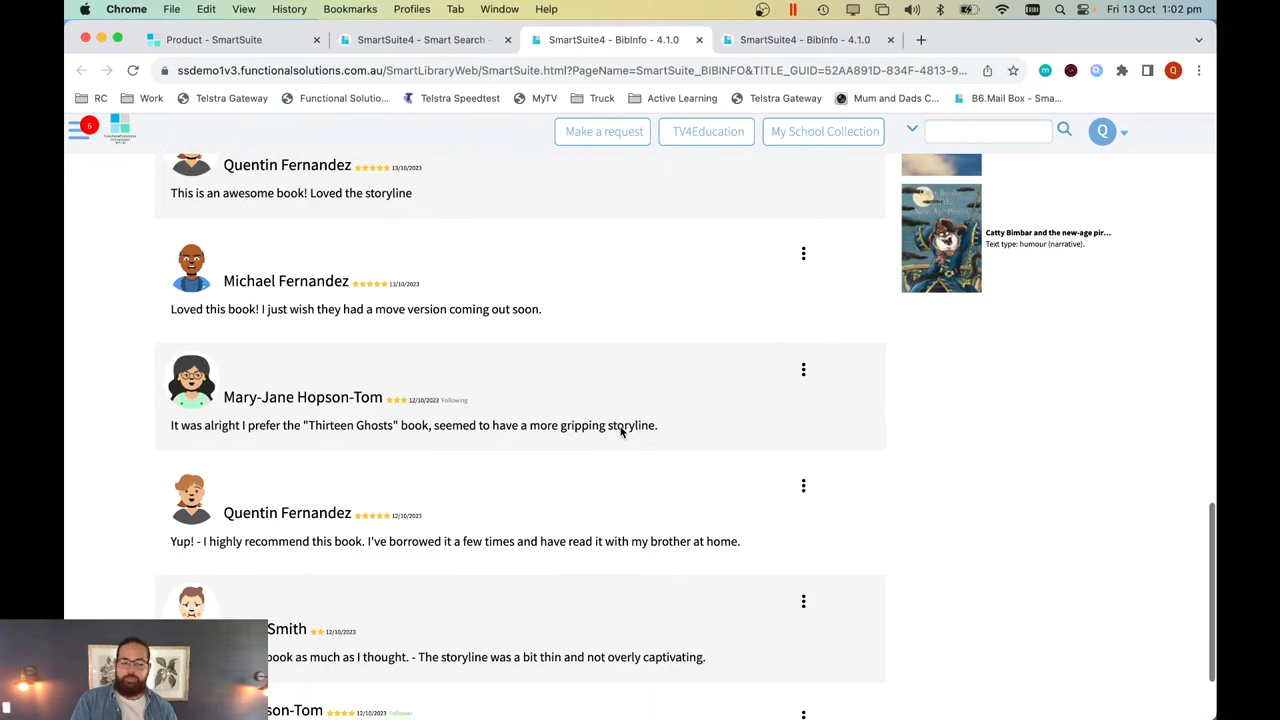 Chrome File Edit View History Bookmarks Profiles Tab Window Help Fri 13 Oct 1:02 pm
Product - SmartSuite SmartSuite4 - Smart Search - SmartSuite4 - BibInfo - 4.1.0 SmartSuite4 - BibInfo - 4.1.0
ssdemo1v3.functionalsolutions.com.au/SmartLibraryWeb/SmartSuite.html?PageName=SmartSuite_BIBINFO&TITLE_GUID=52AA891D-834F-4813-9... Q
RC Work Telstra Gateway Functional Solutio... Telstra Speedtest MyTV Truck Active Learning Telstra Gateway Mum and Dads C... B6.Mail Box - Sma...
6 Make a request TV4Education My School Collection Q
Quentin Fernandez 13/10/2023
This is an awesome book! Loved the storyline
Catty Bimbar and the New Age Pirates
Catty Bimbar and the new-age pir...
Text type: humour (narrative).
Michael Fernandez 13/10/2023
Loved this book! I just wish they had a move version coming out soon.
Mary-Jane Hopson-Tom 12/10/2023 Following
It was alright I prefer the "Thirteen Ghosts" book, seemed to have a more gripping storyline.
Quentin Fernandez 12/10/2023
Yup! - I highly recommend this book. I've borrowed it a few times and have read it with my brother at home.
Smith 12/10/2023
book as much as I thought. - The storyline was a bit thin and not overly captivating.
son-Tom 12/10/2023 Follower